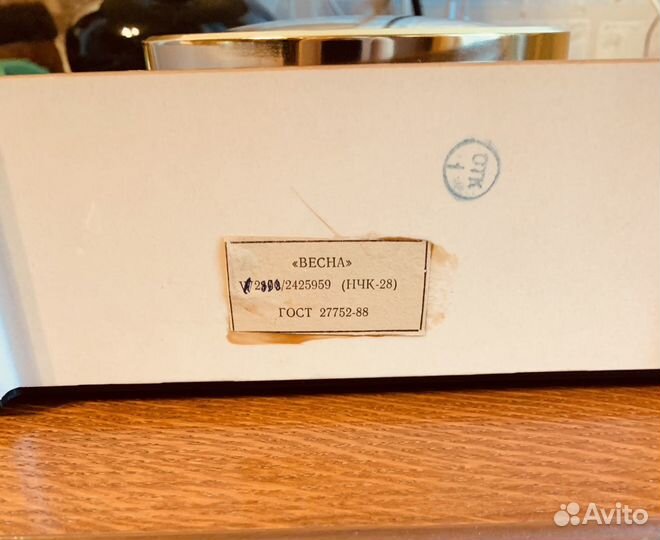 ОТК
1
«ВЕСНА»
/2425959 (НЧК-28)
ГОСТ 27752-88
Avito